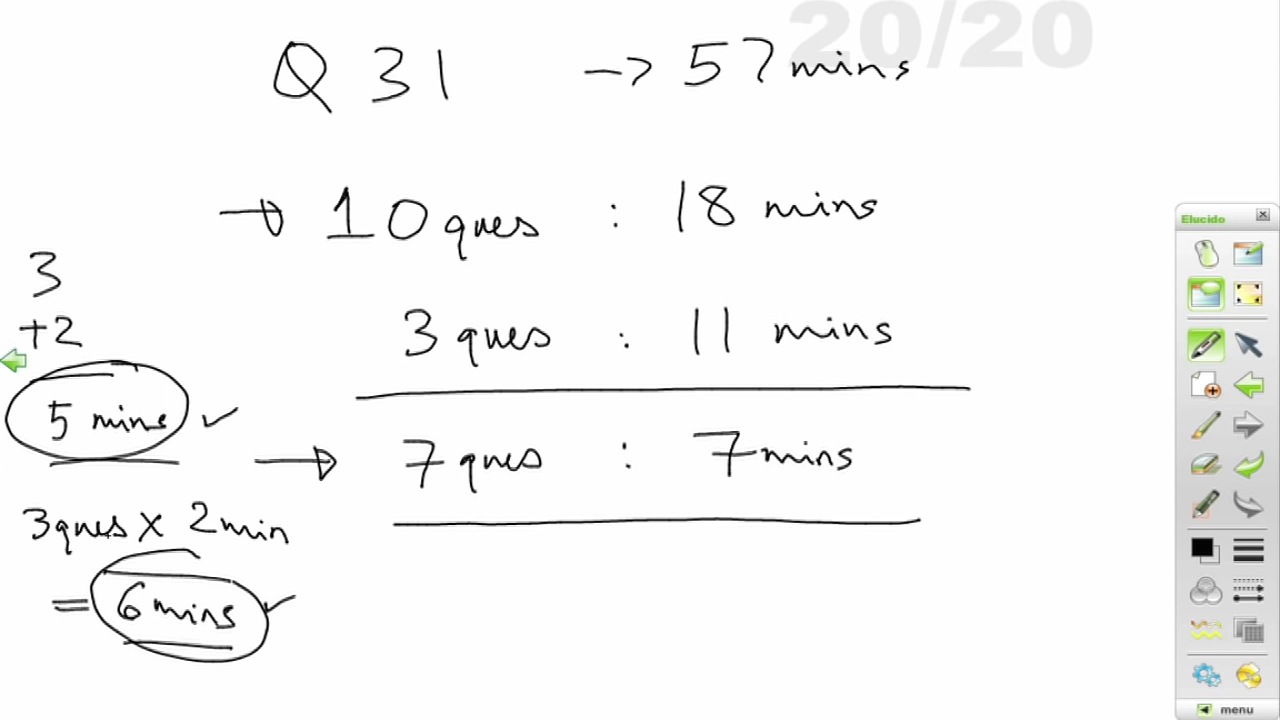 20/20
Q 31 → 57 mins
→ 10 ques : 18 mins
3 ques : 11 mins
→ 7 ques : 7 mins
3
+2
5 mins ✓
3 ques × 2 min
= 6 mins ✓
Elucido
menu